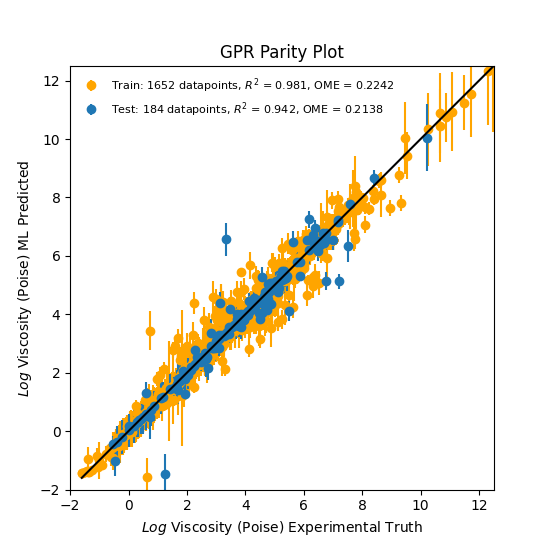 GPR Parity Plot
Train: 1652 datapoints, R² = 0.981, OME = 0.2242
Test: 184 datapoints, R² = 0.942, OME = 0.2138
Log Viscosity (Poise) ML Predicted
12
10
8
6
4
2
0
−2
−2 0 2 4 6 8 10 12
Log Viscosity (Poise) Experimental Truth